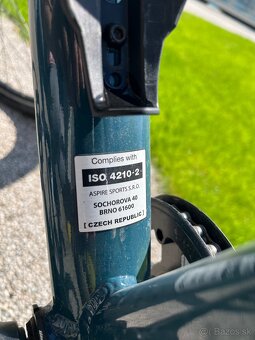 Complies with
ISO 4210-2
ASPIRE SPORTS S.R.O.
SOCHOROVA 40
BRNO 61600
[ CZECH REPUBLIC ]
bazos.sk